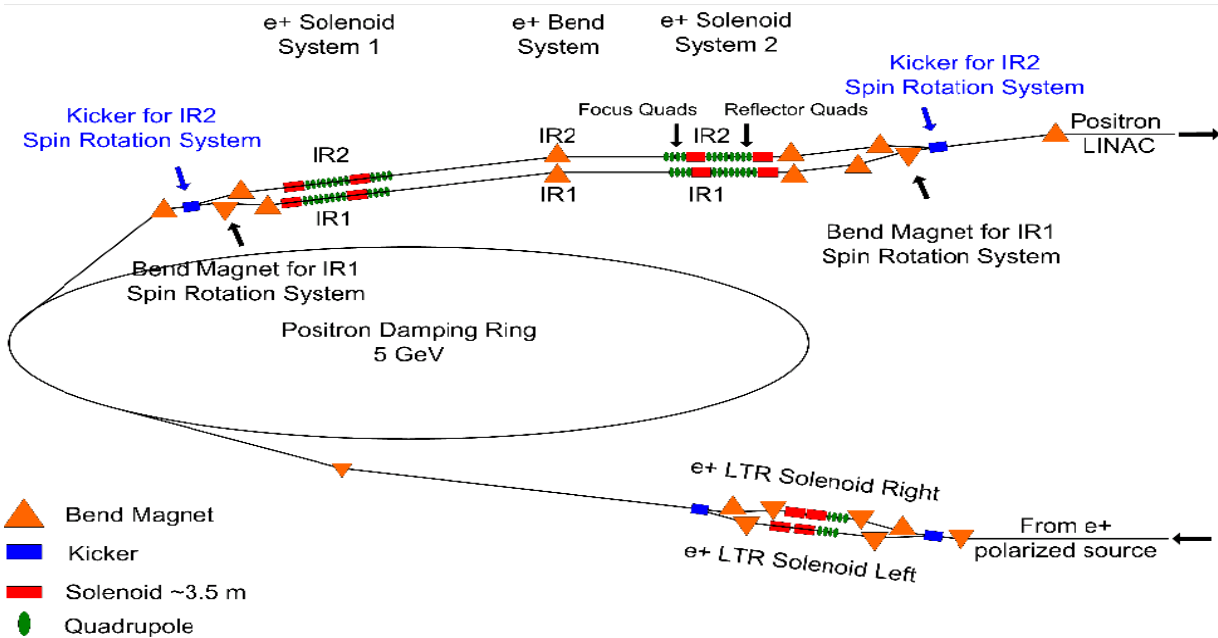 e+ Solenoid
System 1
e+ Bend
System
e+ Solenoid
System 2
Kicker for IR2
Spin Rotation System
Kicker for IR2
Spin Rotation System
Focus Quads
Reflector Quads
Positron
LINAC
IR2
IR2
IR2
IR1
IR1
IR1
Bend Magnet for IR1
Spin Rotation System
Bend Magnet for IR1
Spin Rotation System
Positron Damping Ring
5 GeV
e+ LTR Solenoid Right
e+ LTR Solenoid Left
From e+
polarized source
Bend Magnet
Kicker
Solenoid ~3.5 m
Quadrupole